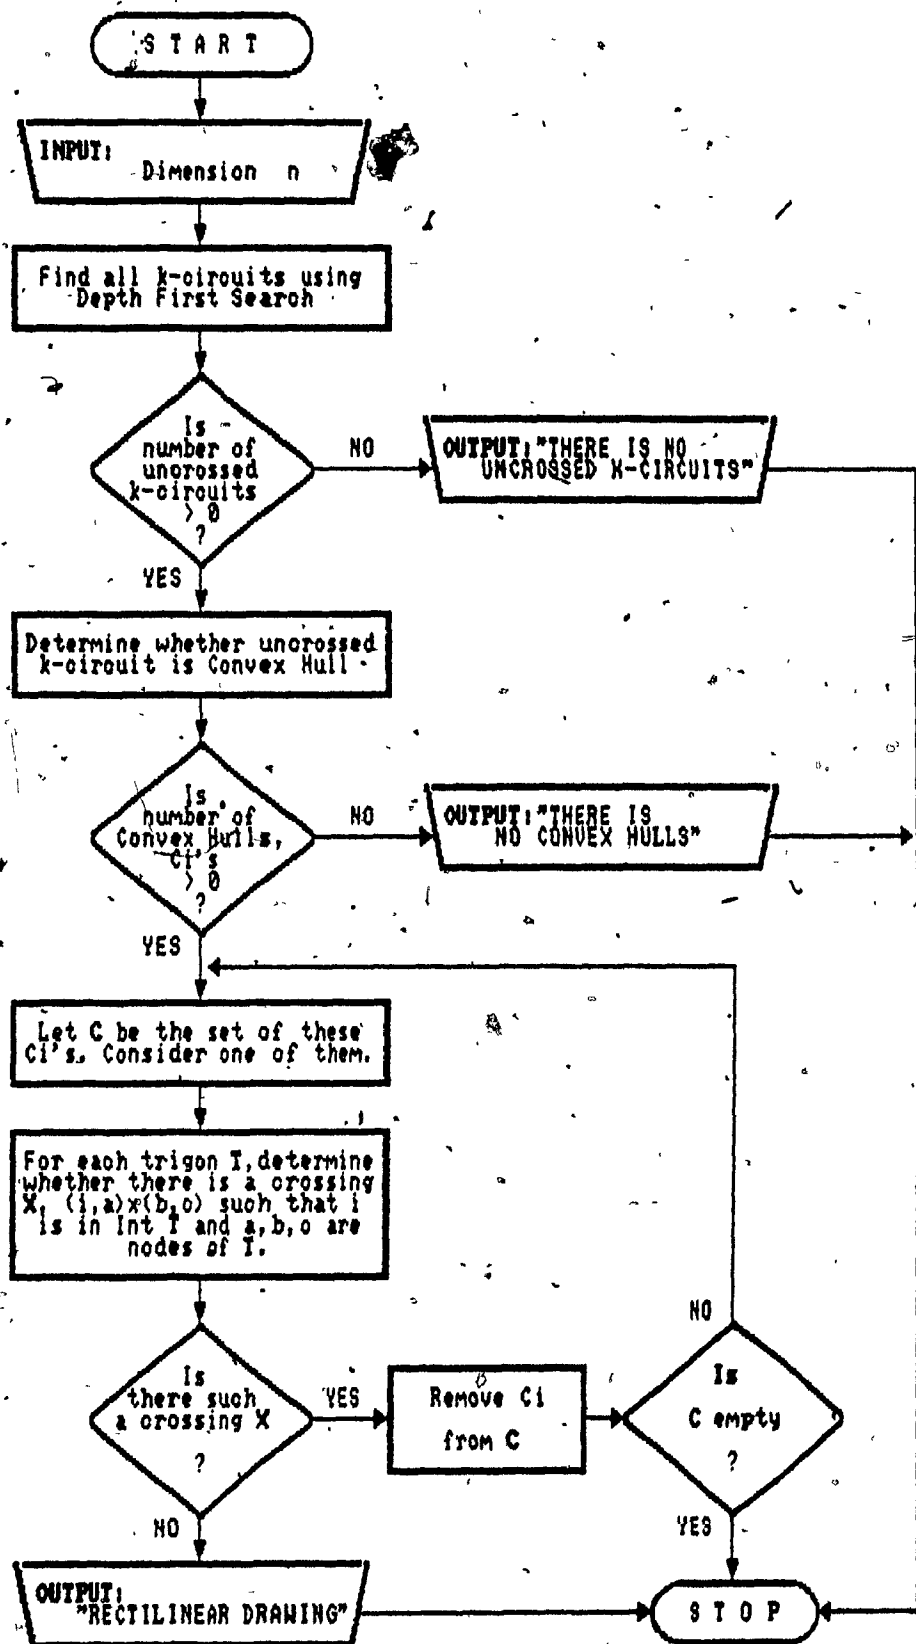 START
INPUT:
Dimension n
Find all k-circuits using
Depth First Search
Is
number of
uncrossed
k-circuits
> 0
?
NO
OUTPUT:"THERE IS NO
UNCROSSED K-CIRCUITS"
YES
Determine whether uncrossed
k-circuit is Convex Hull
Is
number of
Convex Hulls,
Ci's
> 0
?
NO
OUTPUT:"THERE IS
NO CONVEX HULLS"
YES
Let C be the set of these
Ci's. Consider one of them.
For each trigon T, determine
whether there is a crossing
X, (i,a)x(b,c) such that i
is in Int T and a,b,c are
nodes of T.
Is
there such
a crossing X
?
YES
Remove Ci
from C
NO
Is
C empty
?
NO
YES
OUTPUT:
"RECTILINEAR DRAWING"
STOP